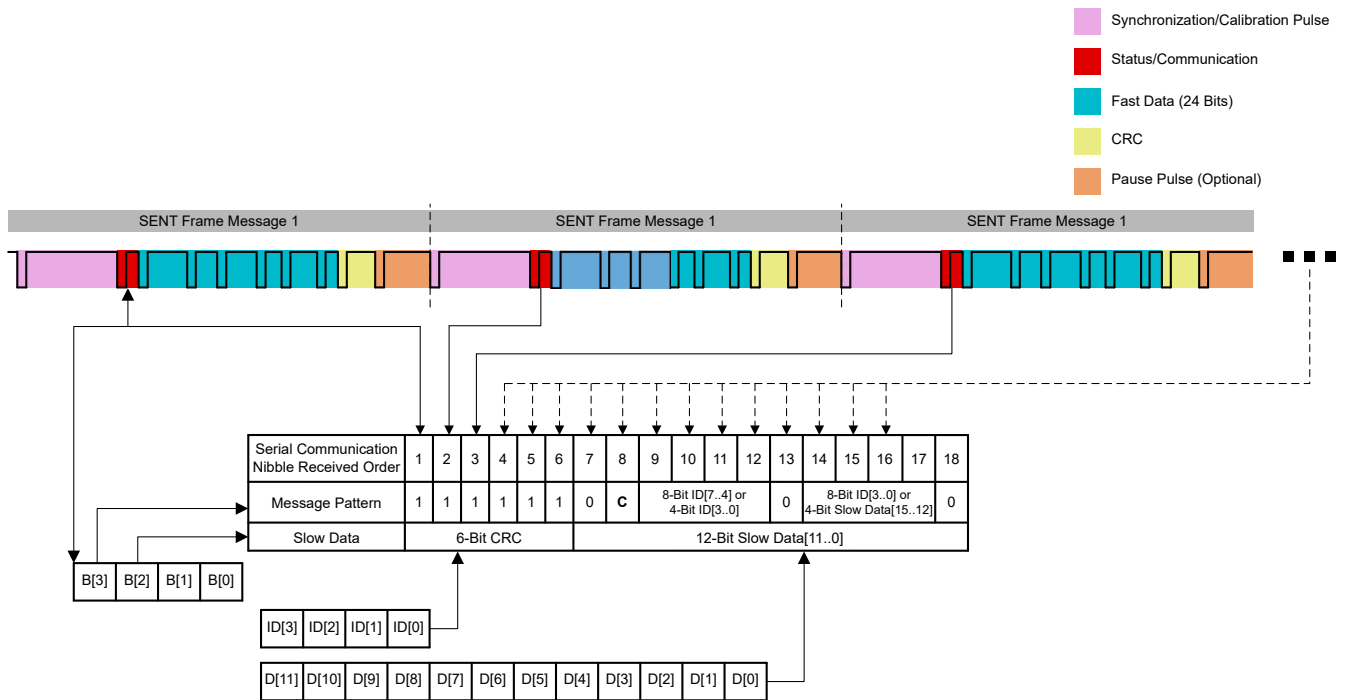 Synchronization/Calibration Pulse
Status/Communication
Fast Data (24 Bits)
CRC
Pause Pulse (Optional)
SENT Frame Message 1 SENT Frame Message 1 SENT Frame Message 1
Serial Communication
Nibble Received Order
1 2 3 4 5 6 7 8 9 10 11 12 13 14 15 16 17 18
Message Pattern 1 1 1 1 1 1 0 C
8-Bit ID[7..4] or
4-Bit ID[3..0]
0
8-Bit ID[3..0] or
4-Bit Slow Data[15..12]
0
Slow Data 6-Bit CRC 12-Bit Slow Data[11..0]
B[3] B[2] B[1] B[0]
ID[3] ID[2] ID[1] ID[0]
D[11] D[10] D[9] D[8] D[7] D[6] D[5] D[4] D[3] D[2] D[1] D[0]